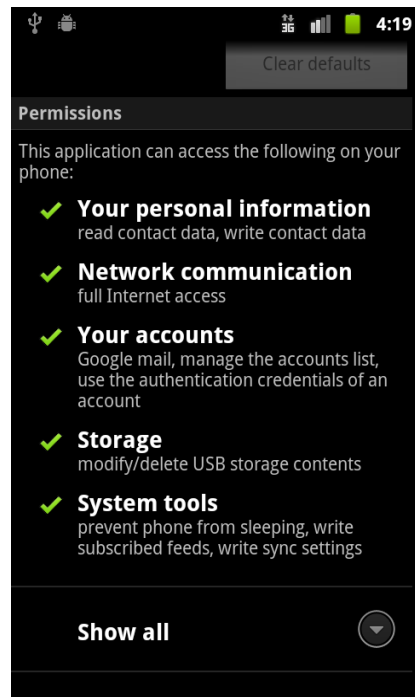 3G 4:19
Clear defaults
Permissions
This application can access the following on your
phone:
Your personal information
read contact data, write contact data
Network communication
full Internet access
Your accounts
Google mail, manage the accounts list,
use the authentication credentials of an
account
Storage
modify/delete USB storage contents
System tools
prevent phone from sleeping, write
subscribed feeds, write sync settings
Show all